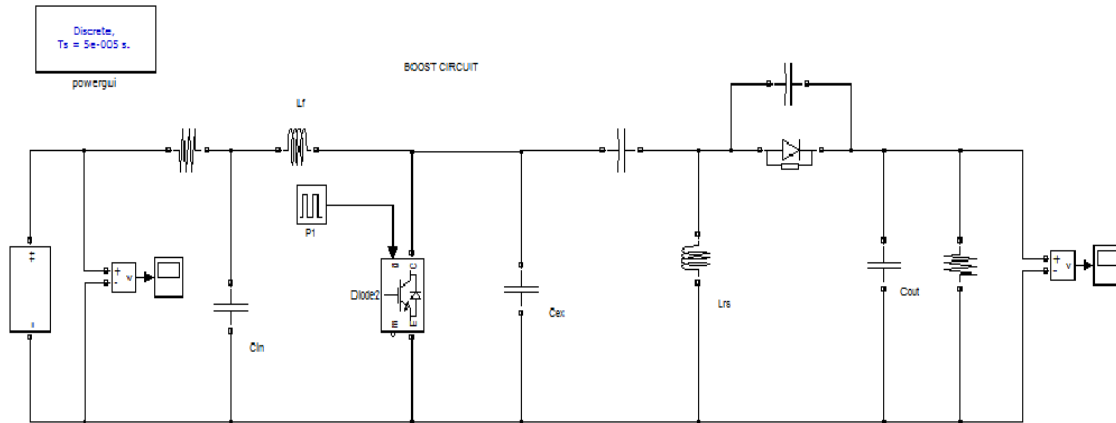 Discrete,
Ts = 5e-005 s.
powergui
BOOST CIRCUIT
Lf
P1
Diode2
g
C
m
E
Cin
Cex
Lrs
Cout
++
-
+
-
v
+
-
v